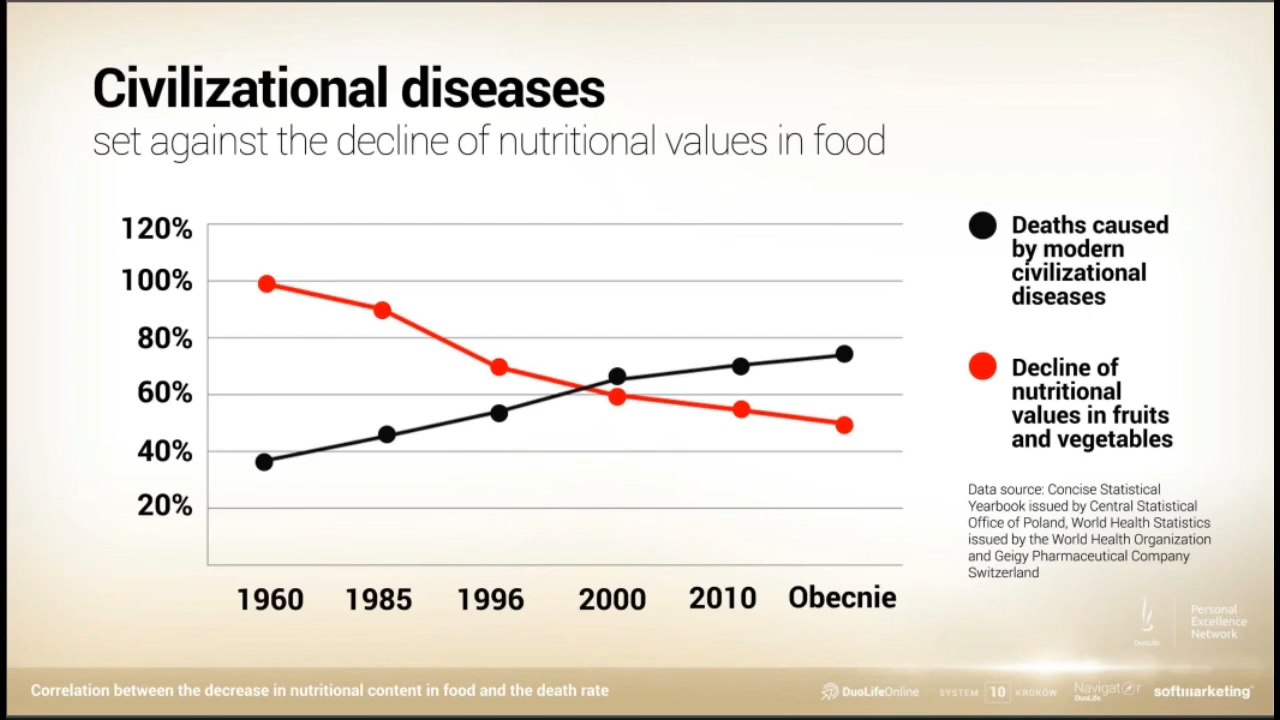 Civilizational diseases
set against the decline of nutritional values in food
120%
100%
80%
60%
40%
20%
1960 1985 1996 2000 2010 Obecnie
Deaths caused
by modern
civilizational
diseases
Decline of
nutritional
values in fruits
and vegetables
Data source: Concise Statistical
Yearbook issued by Central Statistical
Office of Poland, World Health Statistics
issued by the World Health Organization
and Geigy Pharmaceutical Company
Switzerland
DuoLife
Personal
Excellence
Network
Correlation between the decrease in nutritional content in food and the death rate
DuoLifeOnline
SYSTEM 10 KROKÓW
Navigator
DuoLife
softmarketing